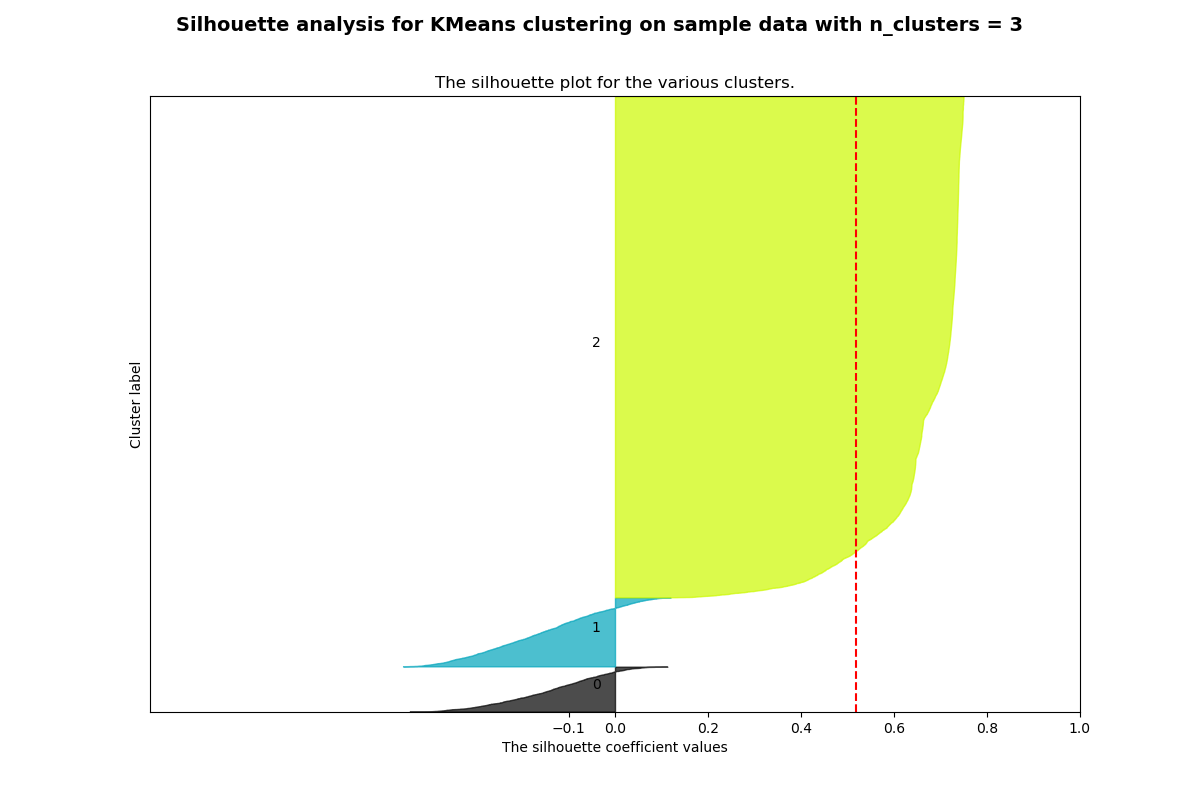 Silhouette analysis for KMeans clustering on sample data with n_clusters = 3
The silhouette plot for the various clusters.
Cluster label
2
1
0
−0.1 0.0 0.2 0.4 0.6 0.8 1.0
The silhouette coefficient values